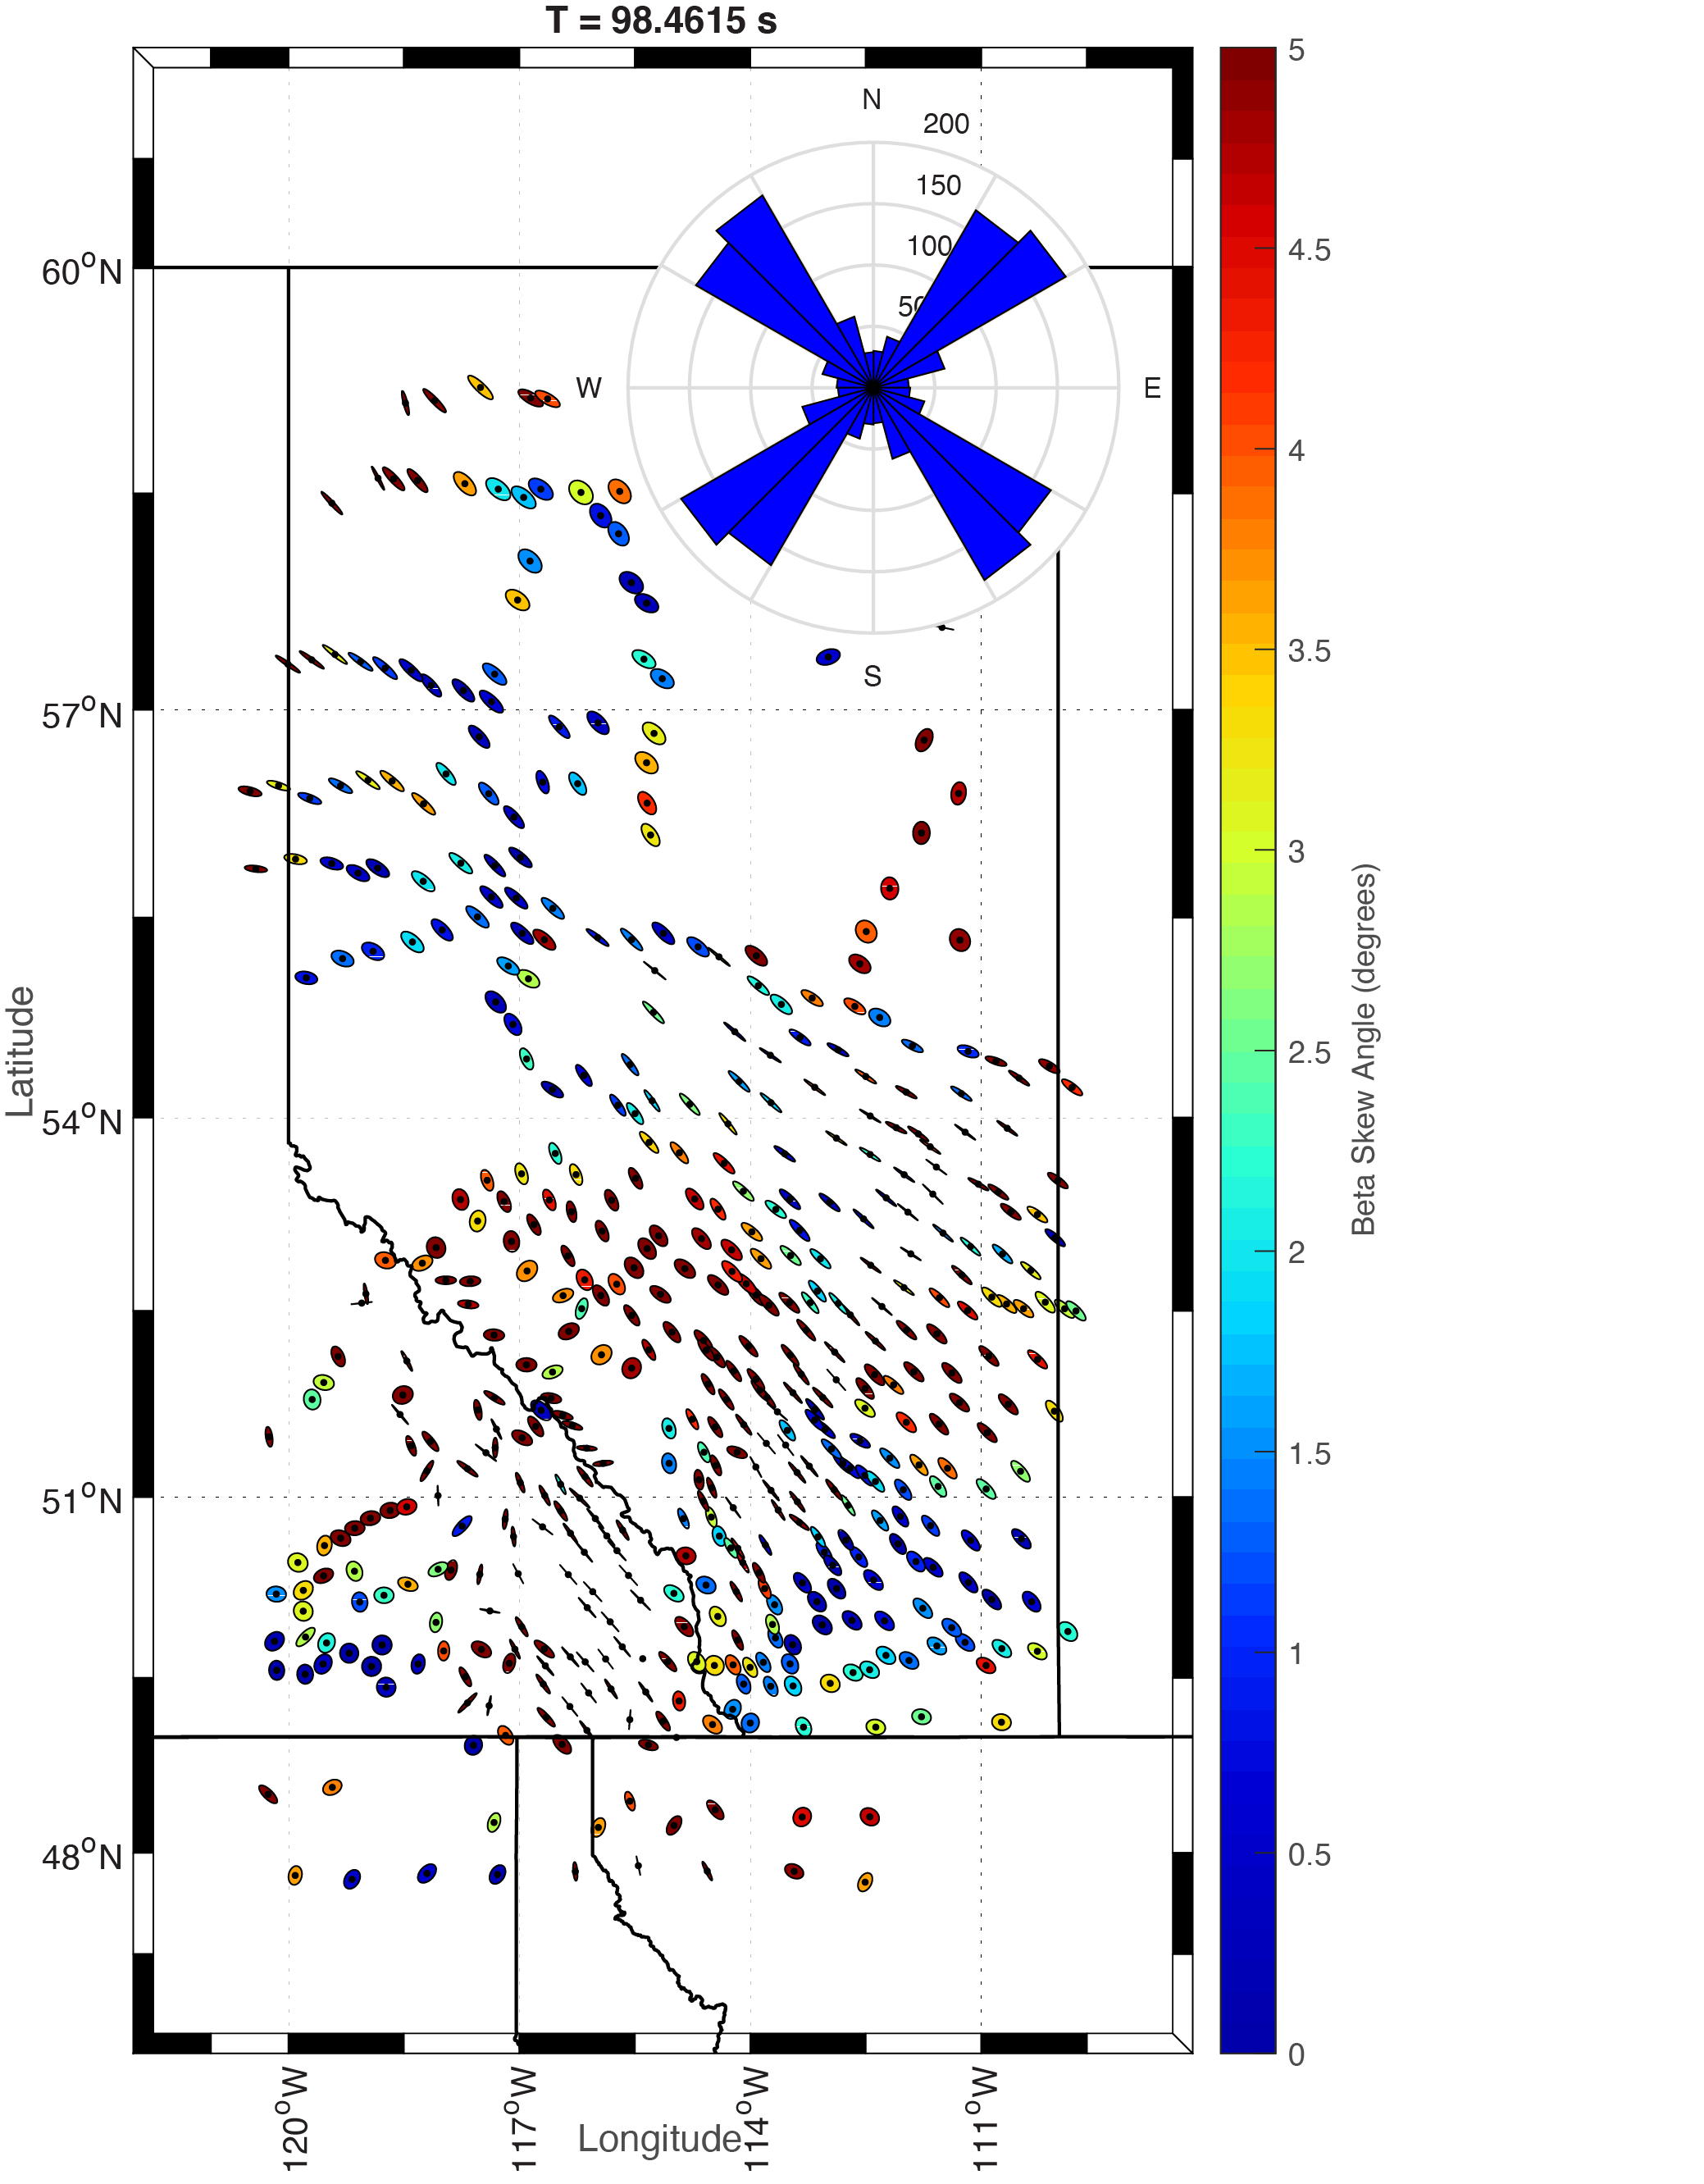 T = 98.4615 s
N
200
150
100
50
W
E
S
60°N
57°N
54°N
51°N
48°N
Latitude
120°W
117°W
114°W
111°W
Longitude
5
4.5
4
3.5
3
2.5
2
1.5
1
0.5
0
Beta Skew Angle (degrees)